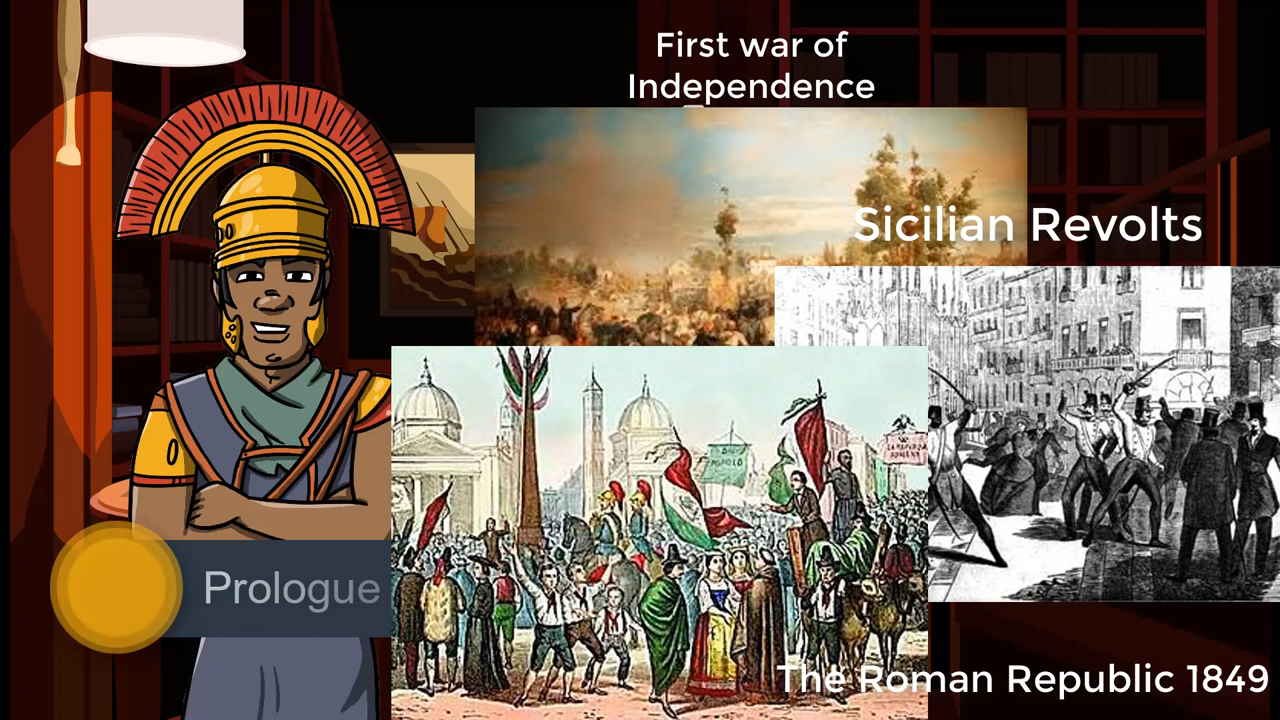 First war of
Independence
Sicilian Revolts
Prologue
The Roman Republic 1849